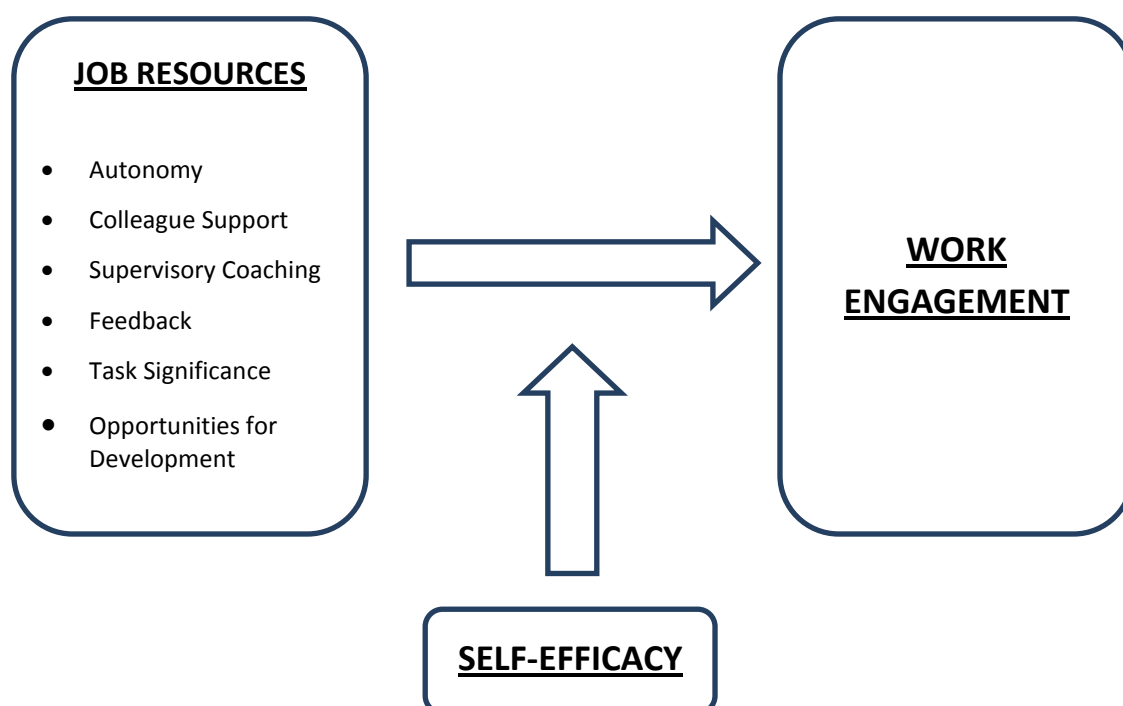 JOB RESOURCES
• Autonomy
• Colleague Support
• Supervisory Coaching
• Feedback
• Task Significance
• Opportunities for
Development
WORK
ENGAGEMENT
SELF-EFFICACY